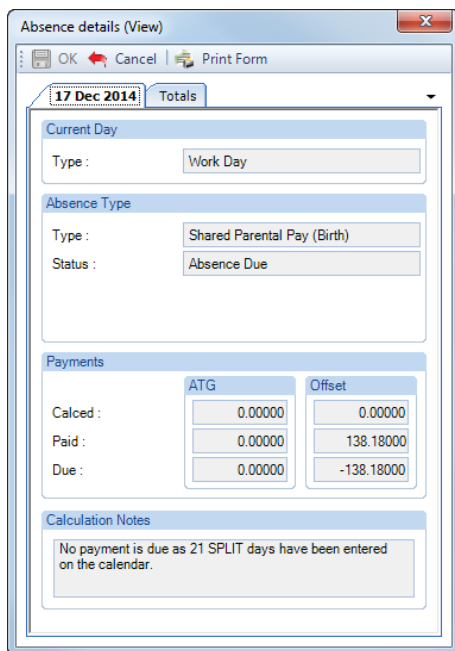 Absence details (View)
OK Cancel Print Form
17 Dec 2014 Totals
Current Day
Type : Work Day
Absence Type
Type : Shared Parental Pay (Birth)
Status : Absence Due
Payments
ATG Offset
Calced : 0.00000 0.00000
Paid : 0.00000 138.18000
Due : 0.00000 -138.18000
Calculation Notes
No payment is due as 21 SPLIT days have been entered
on the calendar.